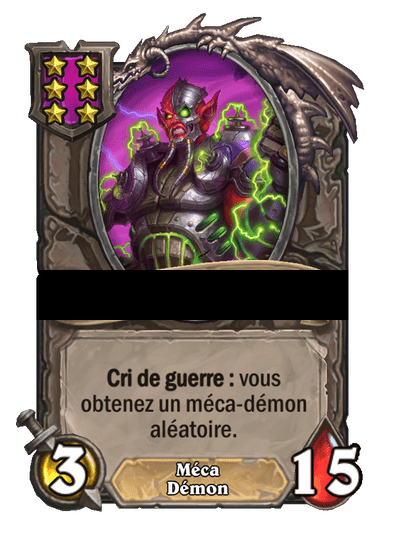 Cri de guerre : vous
obtenez un méca-démon
aléatoire.
3
Méca
Démon
15